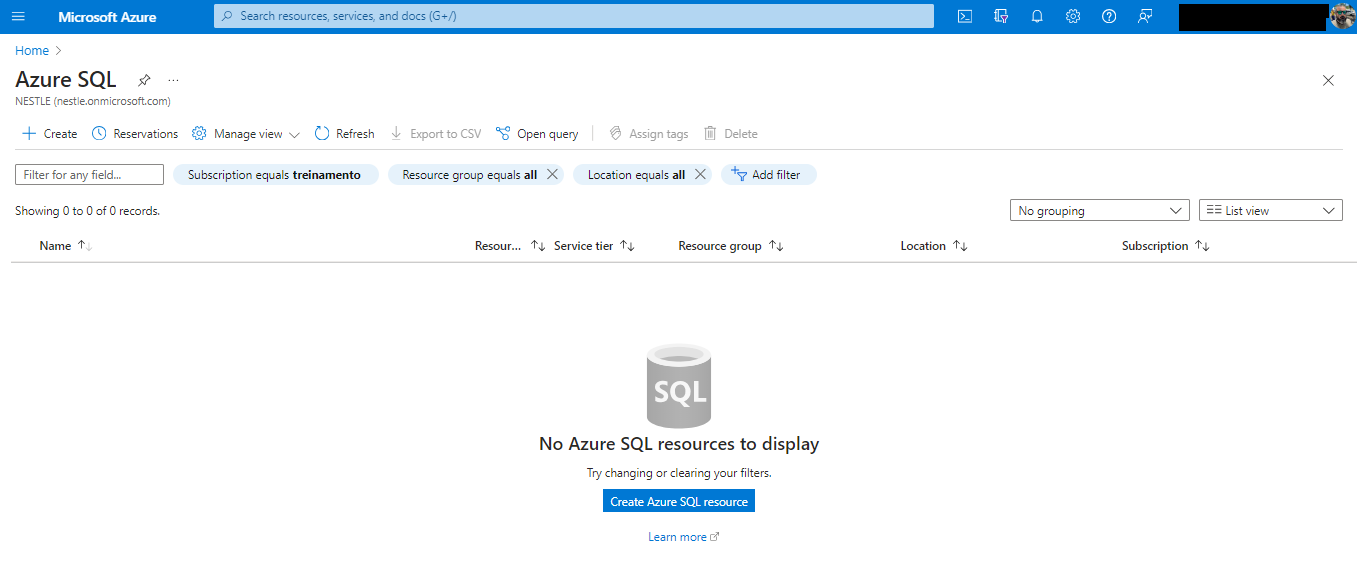 Microsoft Azure
Search resources, services, and docs (G+/)
Home
Azure SQL
NESTLE (nestle.onmicrosoft.com)
Create Reservations Manage view Refresh Export to CSV Open query Assign tags Delete
Filter for any field... Subscription equals treinamento Resource group equals all Location equals all Add filter
Showing 0 to 0 of 0 records. No grouping List view
Name Resour... Service tier Resource group Location Subscription
SQL
No Azure SQL resources to display
Try changing or clearing your filters.
Create Azure SQL resource
Learn more